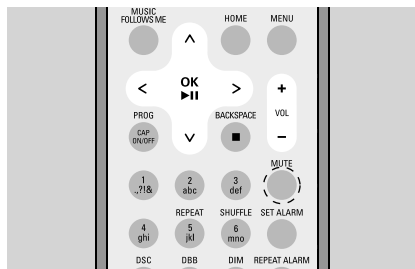 MUSIC
FOLLOWS ME
HOME
MENU
OK
VOL
PROG
BACKSPACE
CAP
ON/OFF
MUTE
1
.,?!&
2
abc
3
def
REPEAT
SHUFFLE
SET ALARM
4
ghi
5
jkl
6
mno
DSC
DBB
DIM
REPEAT ALARM